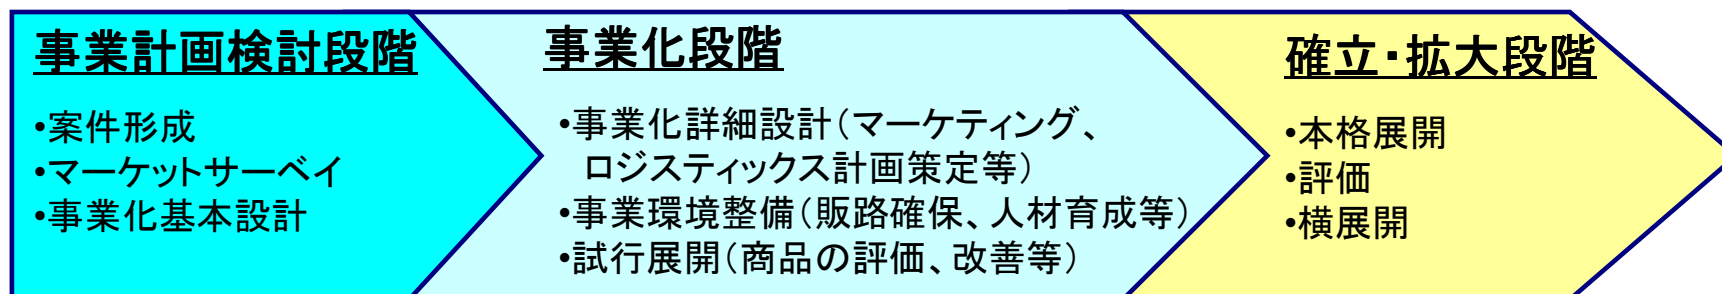 事業計画検討段階
•案件形成
•マーケットサーベイ
•事業化基本設計
事業化段階
•事業化詳細設計(マーケティング、
ロジスティックス計画策定等)
•事業環境整備(販路確保、人材育成等)
•試行展開(商品の評価、改善等)
確立・拡大段階
•本格展開
•評価
•横展開